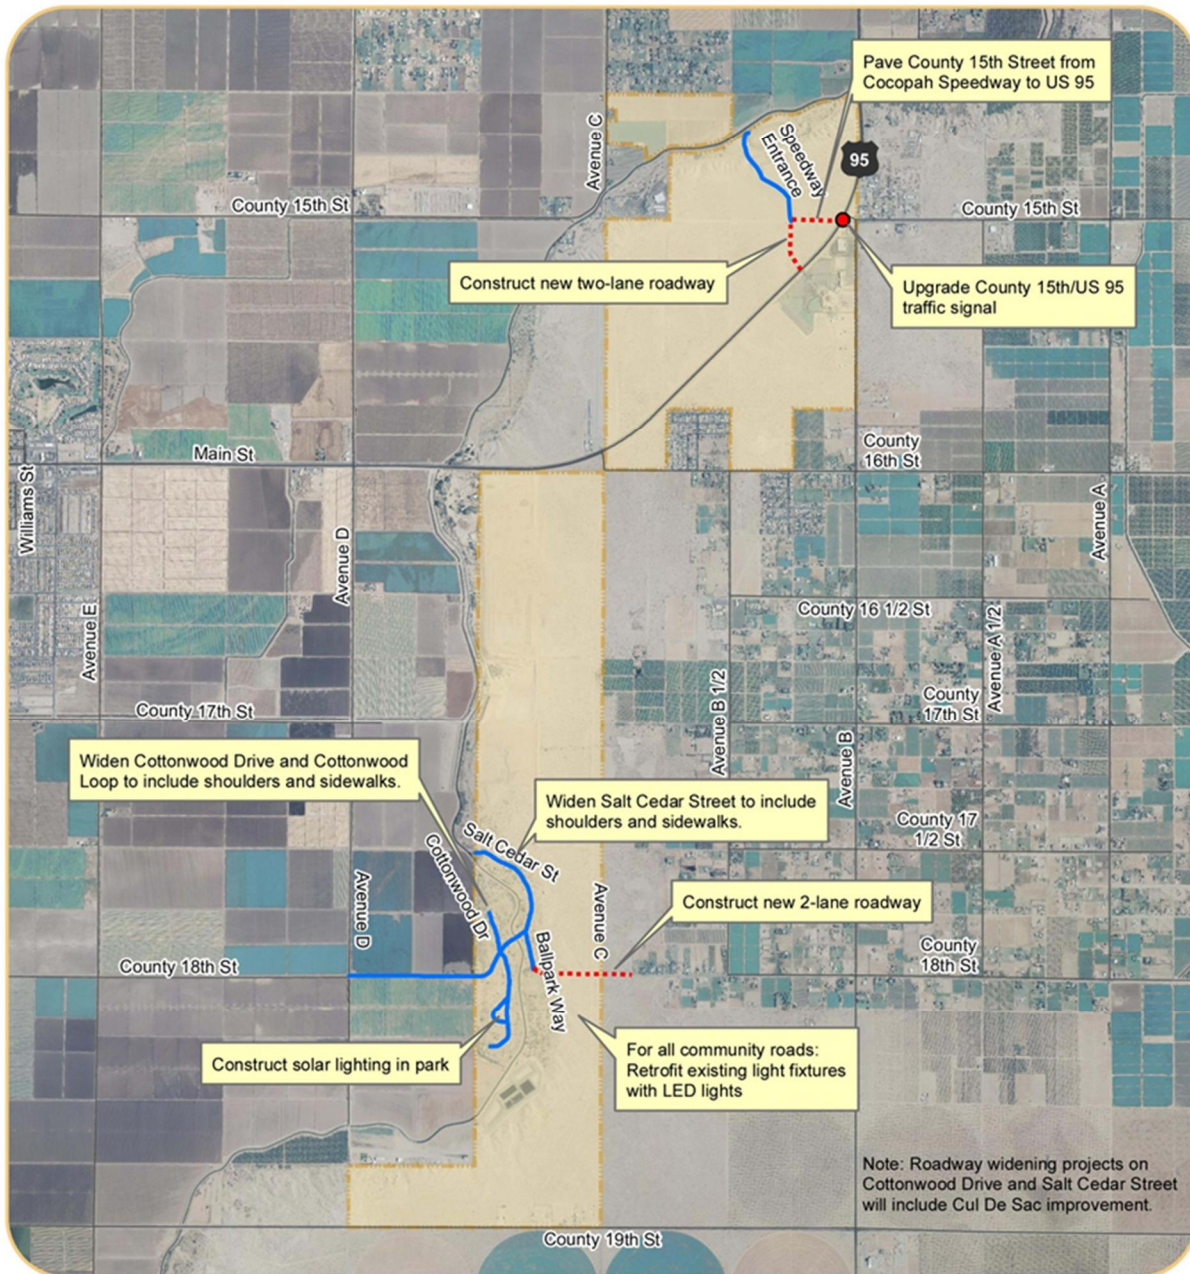 Pave County 15th Street from
Cocopah Speedway to US 95
Avenue C
Speedway
Entrance
95
County 15th St
County 15th St
Construct new two-lane roadway
Upgrade County 15th/US 95
traffic signal
Main St
County
16th St
Williams St
Avenue D
Avenue A
Avenue E
County 16 1/2 St
Avenue A 1/2
County 17th St
Avenue B 1/2
County
17th St
Avenue B
Widen Cottonwood Drive and Cottonwood
Loop to include shoulders and sidewalks.
Widen Salt Cedar Street to include
shoulders and sidewalks.
County 17
1/2 St
Salt Cedar St
Cottonwood Dr
Avenue D
Avenue C
Construct new 2-lane roadway
County 18th St
Ballpark Way
County
18th St
Construct solar lighting in park
For all community roads:
Retrofit existing light fixtures
with LED lights
Note: Roadway widening projects on
Cottonwood Drive and Salt Cedar Street
will include Cul De Sac improvement.
County 19th St